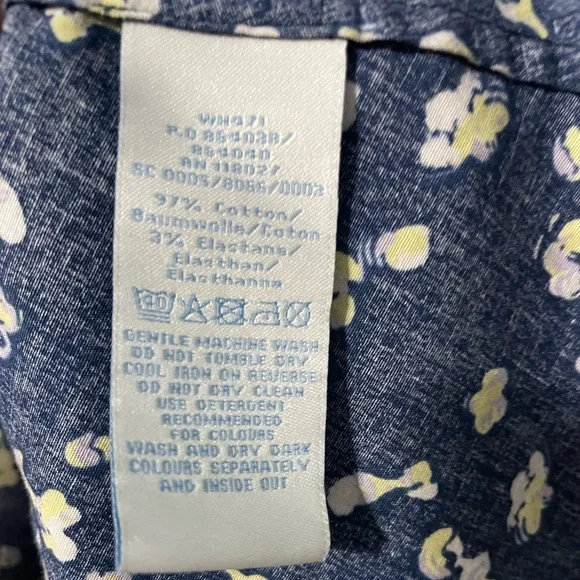 WH471
P.O 864038/
864040
AN 118027
SC 0005/8086/0003
97% Cotton/
Baumwolle/Coton
3% Elastane/
Elasthan/
Elasthanne
40
GENTLE MACHINE WASH
DO NOT TUMBLE DRY
COOL IRON ON REVERSE
DO NOT DRY CLEAN
USE DETERGENT
RECOMMENDED
FOR COLOURS
WASH AND DRY DARK
COLOURS SEPARATELY
AND INSIDE OUT